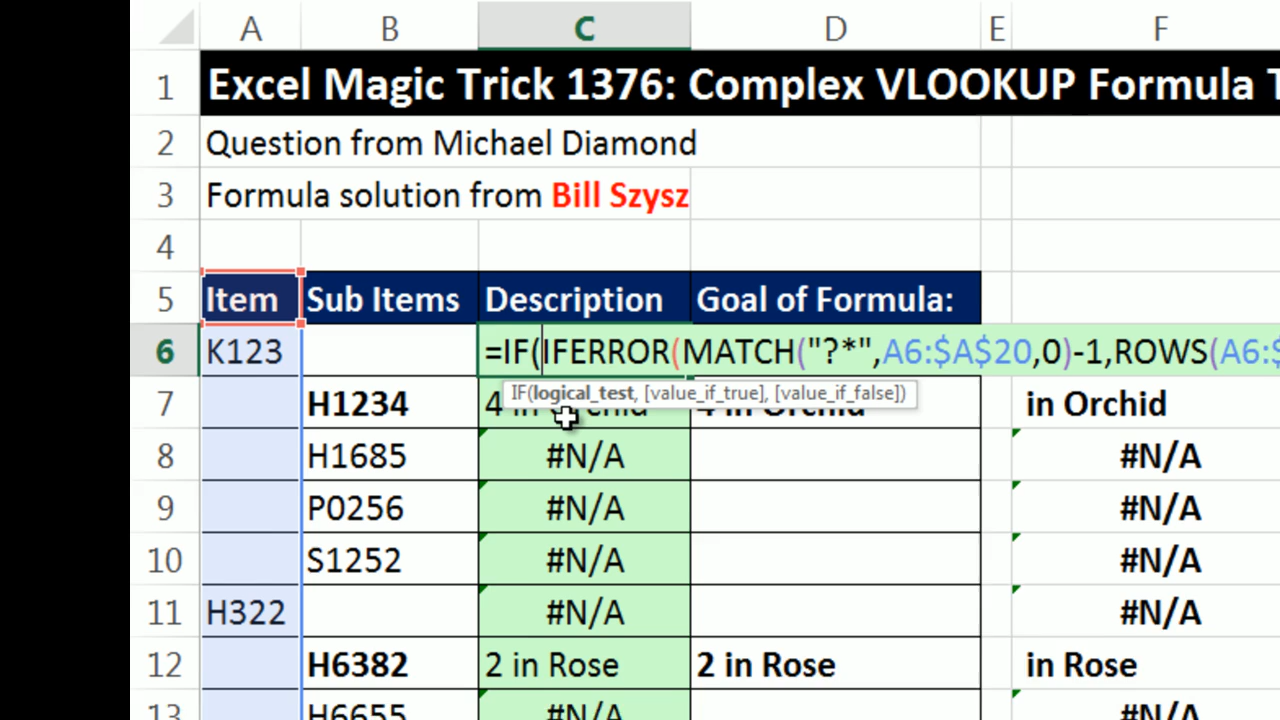 A B C D E F
1 Excel Magic Trick 1376: Complex VLOOKUP Formula T
2 Question from Michael Diamond
3 Formula solution from Bill Szysz
4
5 Item Sub Items Description Goal of Formula:
6 K123 =IF(IFERROR(MATCH("?*",A6:$A$20,0)-1,ROWS(A6:$
IF(logical_test, [value_if_true], [value_if_false])
7 H1234 4 in Orchid 4 in Orchid in Orchid
8 H1685 #N/A #N/A
9 P0256 #N/A #N/A
10 S1252 #N/A #N/A
11 H322 #N/A #N/A
12 H6382 2 in Rose 2 in Rose in Rose
13 H6655 #N/A #N/A